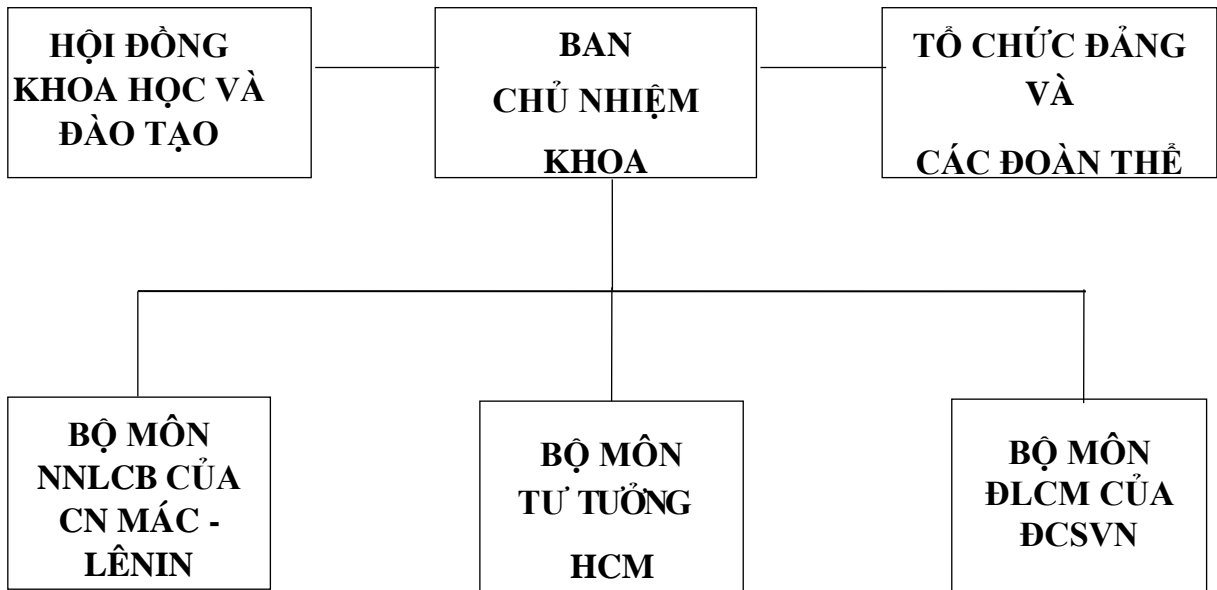 HỘI ĐỒNG
KHOA HỌC VÀ
ĐÀO TẠO
BAN
CHỦ NHIỆM
KHOA
TỔ CHỨC ĐẢNG
VÀ
CÁC ĐOÀN THỂ
BỘ MÔN
NNLCB CỦA
CN MÁC -
LÊNIN
BỘ MÔN
TƯ TƯỞNG
HCM
BỘ MÔN
ĐLCM CỦA
ĐCSVN